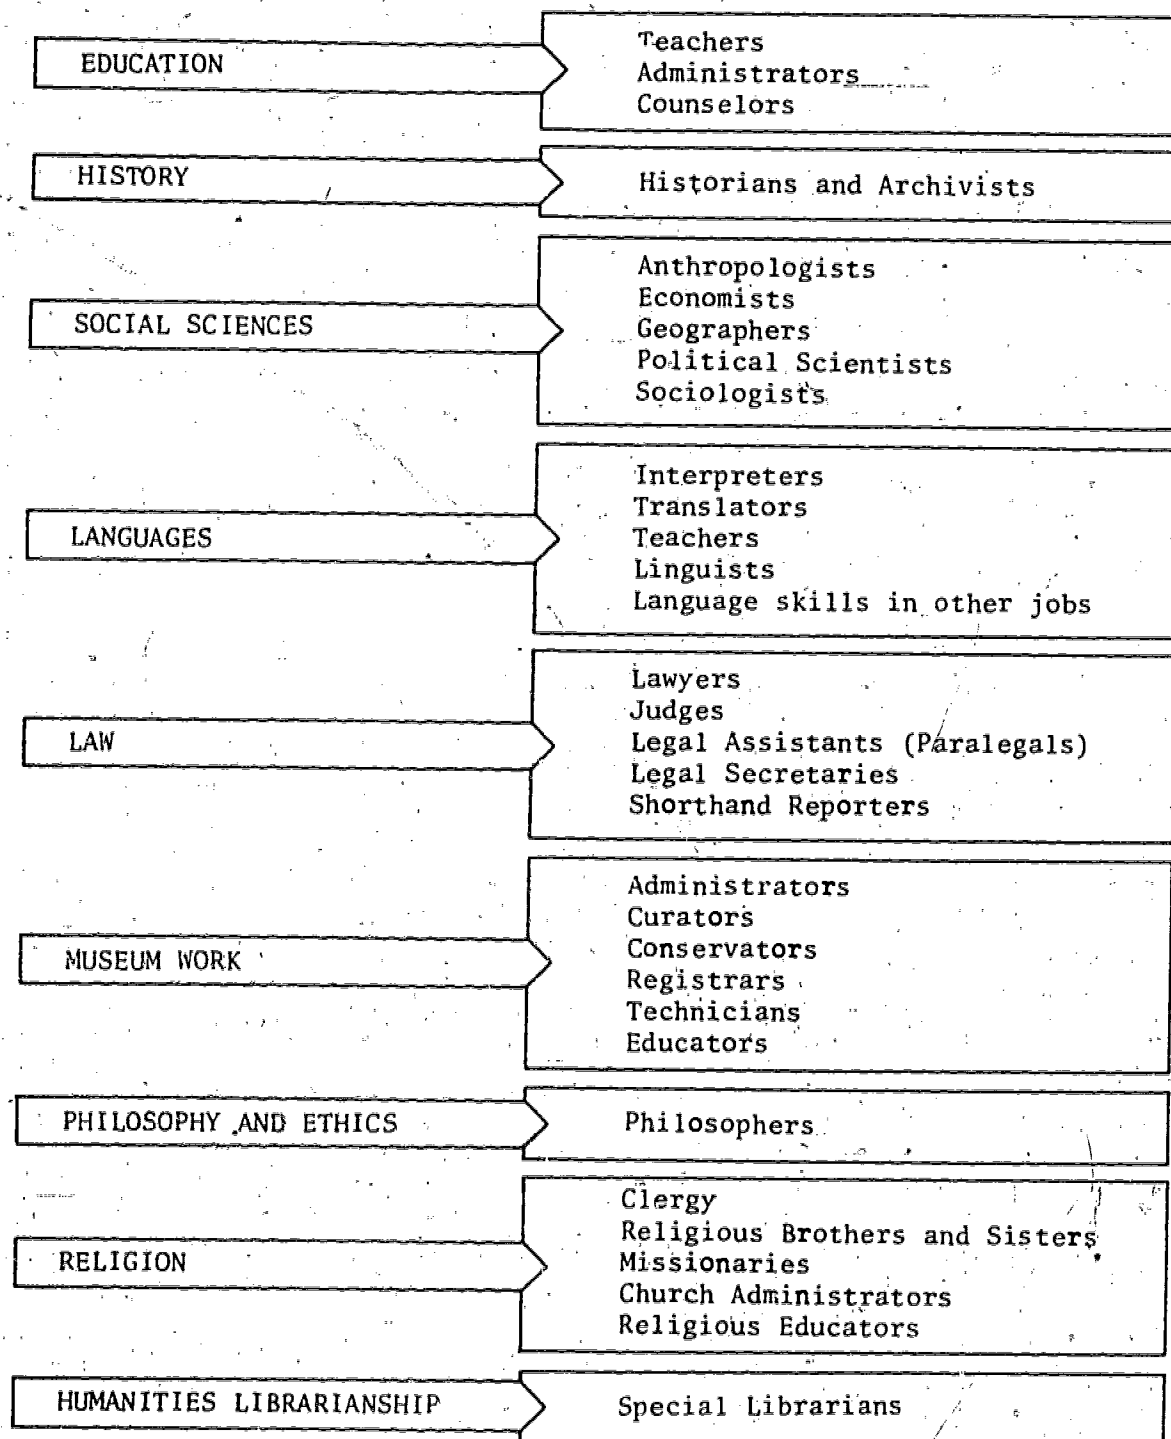 EDUCATION
Teachers
Administrators
Counselors
HISTORY
Historians and Archivists
SOCIAL SCIENCES
Anthropologists
Economists
Geographers
Political Scientists
Sociologists
LANGUAGES
Interpreters
Translators
Teachers
Linguists
Language skills in other jobs
LAW
Lawyers
Judges
Legal Assistants (Paralegals)
Legal Secretaries
Shorthand Reporters
MUSEUM WORK
Administrators
Curators
Conservators
Registrars
Technicians
Educators
PHILOSOPHY AND ETHICS
Philosophers
RELIGION
Clergy
Religious Brothers and Sisters
Missionaries
Church Administrators
Religious Educators
HUMANITIES LIBRARIANSHIP
Special Librarians